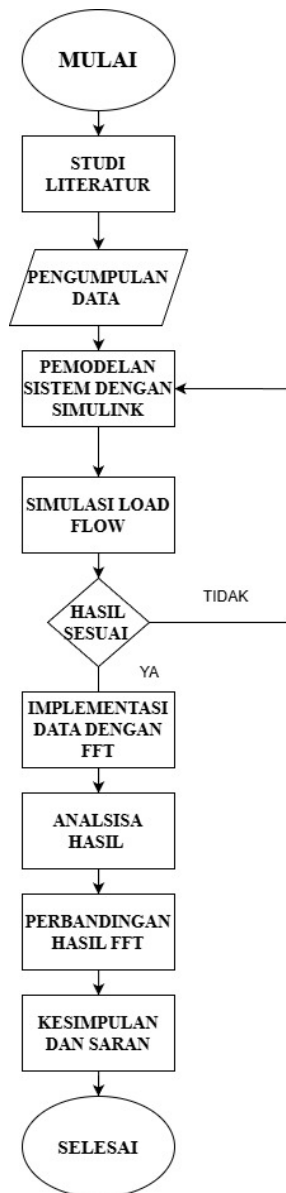 MULAI
STUDI
LITERATUR
PENGUMPULAN
DATA
PEMODELAN
SISTEM DENGAN
SIMULINK
SIMULASI LOAD
FLOW
HASIL
SESUAI
TIDAK
YA
IMPLEMENTASI
DATA DENGAN
FFT
ANALSISA
HASIL
PERBANDINGAN
HASIL FFT
KESIMPULAN
DAN SARAN
SELESAI